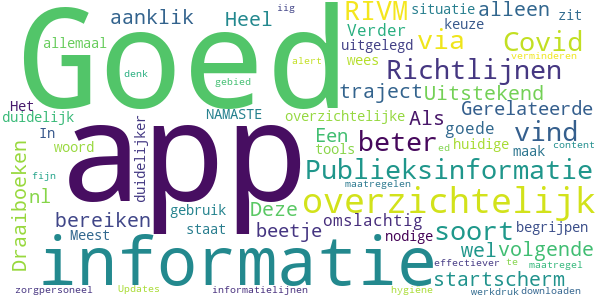 Goed
app
informatie
overzichtelijk
Publieksinformatie
beter
Richtlijnen
Covid
RIVM
via
vind
soort
startscherm
volgende
wel
Uitstekend
traject
alleen
Heel
aanklik
situatie
zit
iig
Verder
keuze
allemaal
uitgelegd
wees
denk
gebied
alert
verminderen
Het
duidelijk
In
woord
NAMASTE
overzichtelijke
Als
Gerelateerde
Een
tools
goede
huidige
maak
content
ed
Draaiboeken
nl
fijn
duidelijker
maatregelen
bereiken
gebruik
staat
Deze
beetje
omslachtig
nodige
begrijpen
Meest
effectiever
te
maatregel
zorgpersoneel
Updates
informatielijnen
hygiene
werkdruk
downloaden